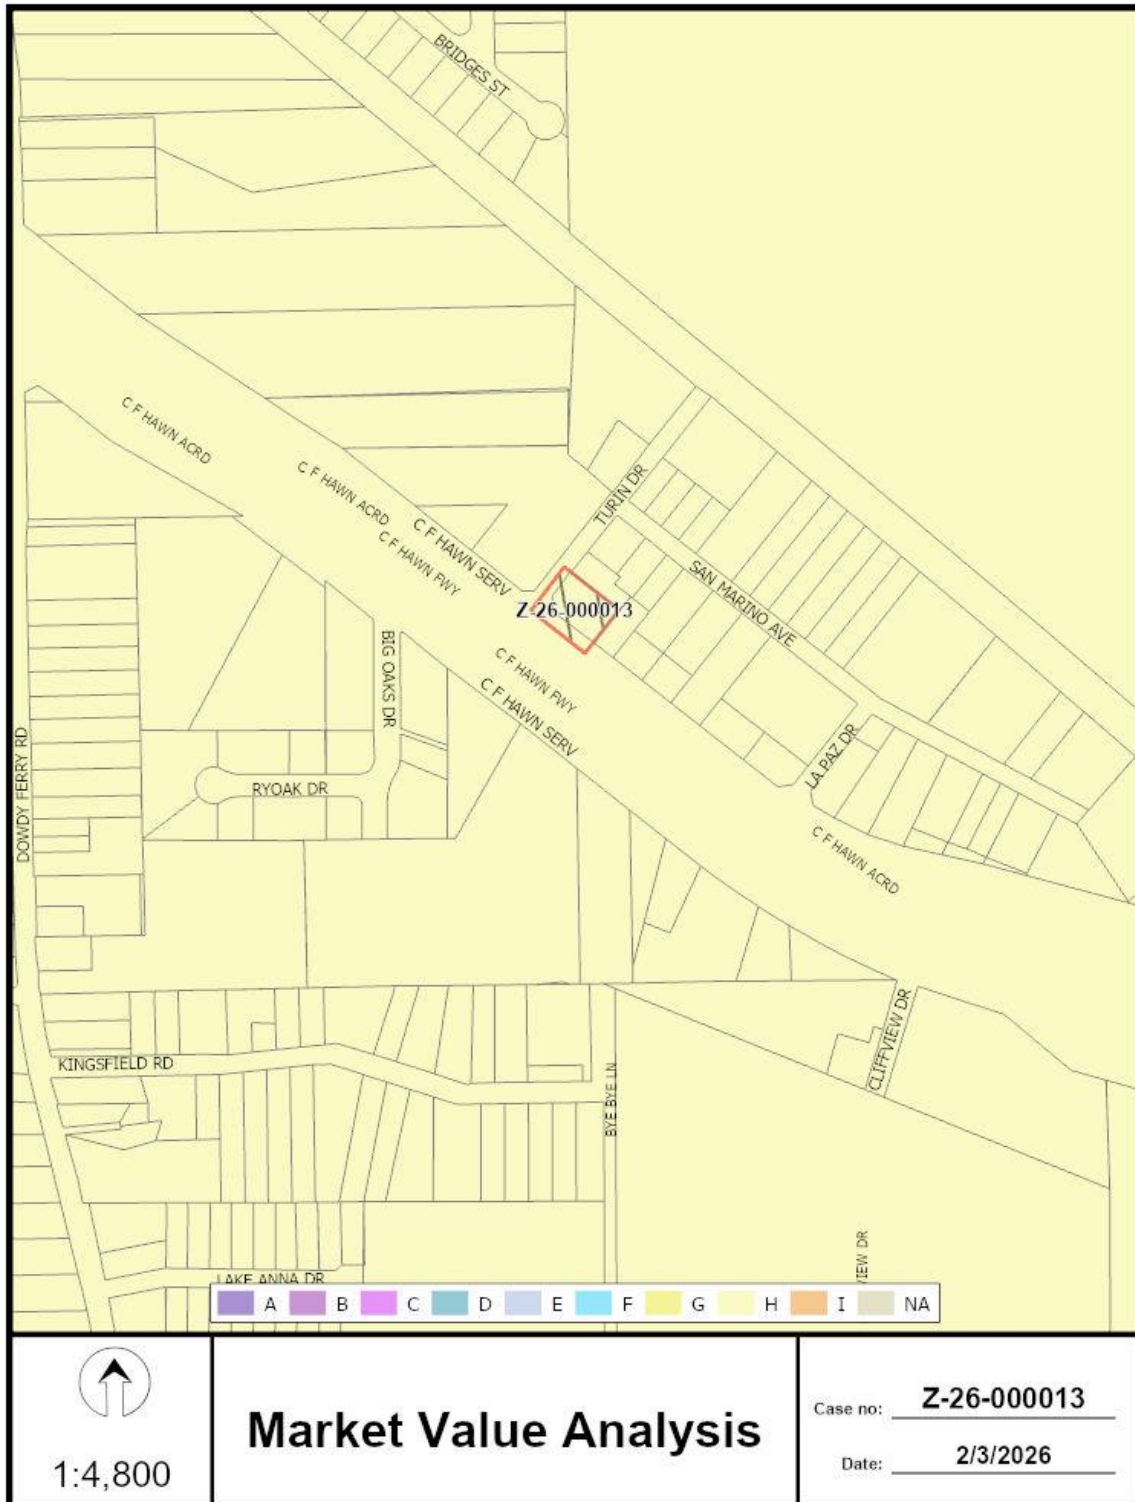 BRIDGES ST
C F HAWN ACRD
C F HAWN ACRD
C F HAWN SERV
C F HAWN FWY
TURIN DR
SAN MARINO AVE
Z-26-000013
C F HAWN FWY
C F HAWN SERV
BIG OAKS DR
RYOAK DR
DOWDY FERRY RD
LA PAZ DR
C F HAWN ACRD
CLIFFVIEW DR
KINGSFIELD RD
BYE BYE LN
VIEW DR
LAKE ANNA DR
A B C D E F G H I NA
1:4,800
Market Value Analysis
Case no: Z-26-000013
Date: 2/3/2026